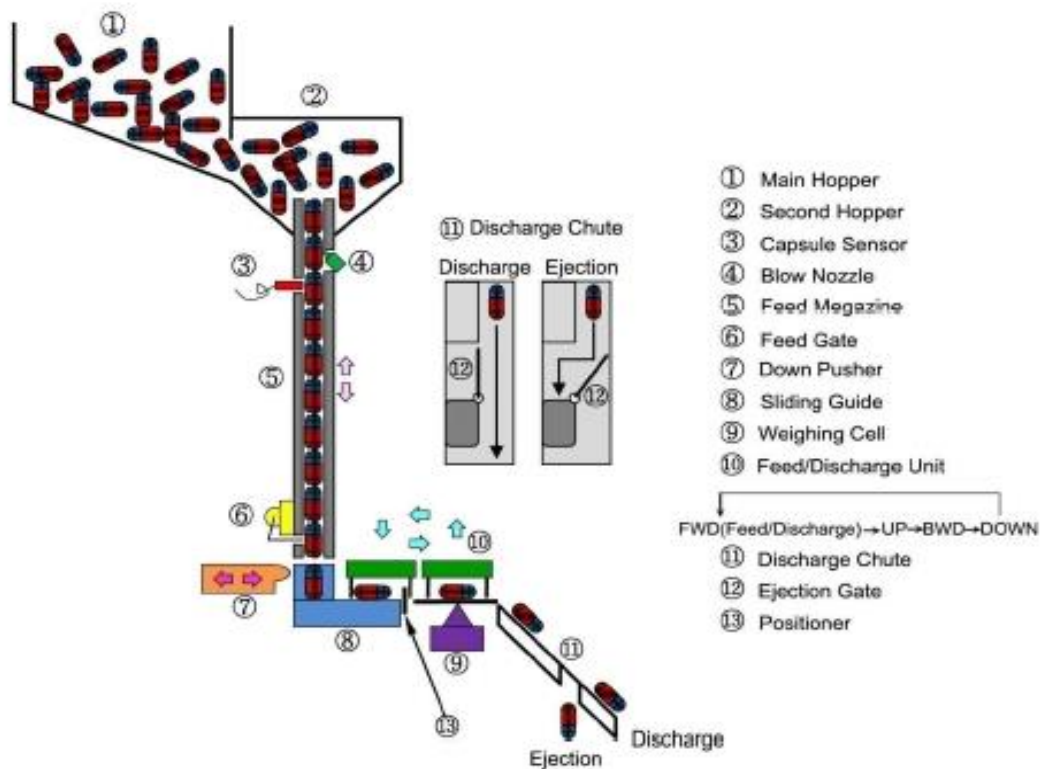 ①
②
③
④
⑤
⑥
⑦
⑧
⑨
⑩
⑬
⑪
Ejection
Discharge
⑪ Discharge Chute
Discharge Ejection
⑫
⑫
① Main Hopper
② Second Hopper
③ Capsule Sensor
④ Blow Nozzle
⑤ Feed Megazine
⑥ Feed Gate
⑦ Down Pusher
⑧ Sliding Guide
⑨ Weighing Cell
⑩ Feed/Discharge Unit
FWD(Feed/Discharge)→UP→BWD→DOWN
⑪ Discharge Chute
⑫ Ejection Gate
⑬ Positioner